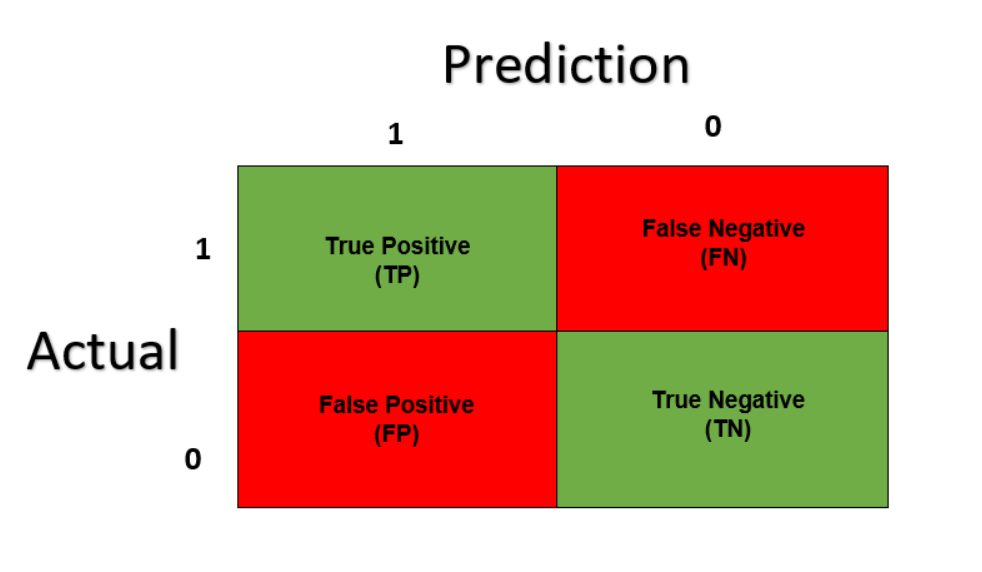 Prediction
1
0
1
True Positive
(TP)
False Negative
(FN)
Actual
0
False Positive
(FP)
True Negative
(TN)